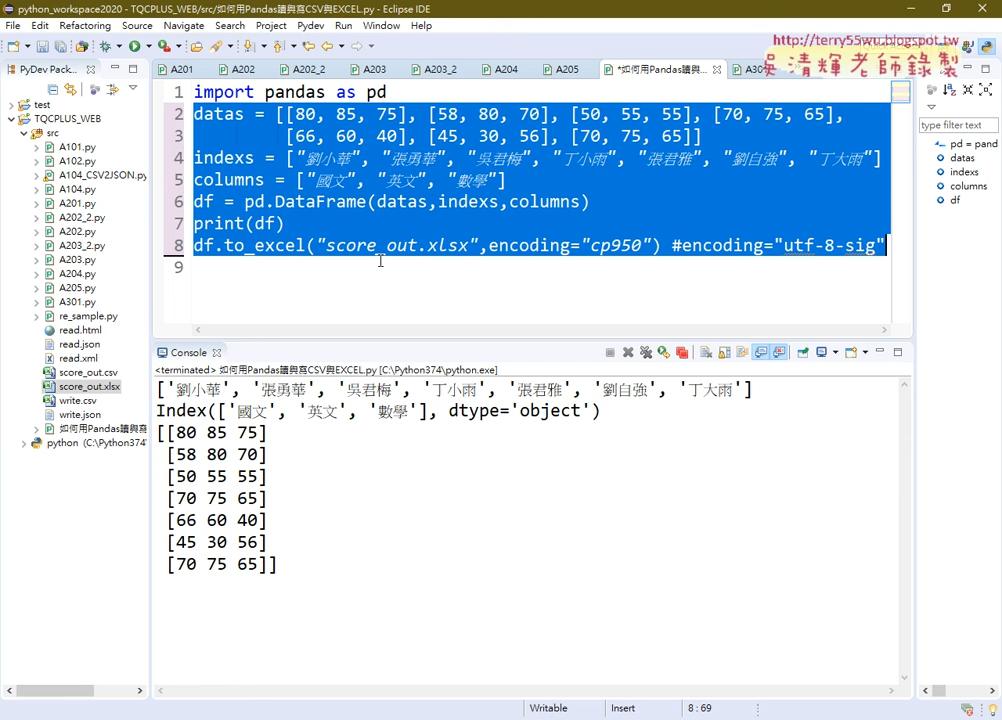 python_workspace2020 - TQCPLUS_WEB/src/如何用Pandas讀與寫CSV與EXCEL.py - Eclipse IDE
File Edit Refactoring Source Navigate Search Project Pydev Run Window Help
http://terry55wu.blogspot.tw
吳清輝老師錄製
PyDev Pack...
A201 A202 A202_2 A203 A203_2 A204 A205 *如何用Pandas讀與... A30
test
TQCPLUS_WEB
src
A101.py
A102.py
A104_CSV2JSON.py
A104.py
A201.py
A202_2.py
A202.py
A203_2.py
A203.py
A204.py
A205.py
A301.py
re_sample.py
read.html
read.json
read.xml
score_out.csv
score_out.xlsx
write.csv
write.json
如何用Pandas讀與寫
python (C:\Python374\
1 import pandas as pd
2 datas = [[80, 85, 75], [58, 80, 70], [50, 55, 55], [70, 75, 65],
3 [66, 60, 40], [45, 30, 56], [70, 75, 65]]
4 indexs = ["劉小華", "張勇華", "吳君梅", "丁小雨", "張君雅", "劉自強", "丁大雨"]
5 columns = ["國文", "英文", "數學"]
6 df = pd.DataFrame(datas,indexs,columns)
7 print(df)
8 df.to_excel("score_out.xlsx",encoding="cp950") #encoding="utf-8-sig"
9
type filter text
pd = pand
datas
indexs
columns
df
Console
<terminated> 如何用Pandas讀與寫CSV與EXCEL.py [C:\Python374\python.exe]
['劉小華', '張勇華', '吳君梅', '丁小雨', '張君雅', '劉自強', '丁大雨']
Index(['國文', '英文', '數學'], dtype='object')
[[80 85 75]
[58 80 70]
[50 55 55]
[70 75 65]
[66 60 40]
[45 30 56]
[70 75 65]]
Writable Insert 8 : 69